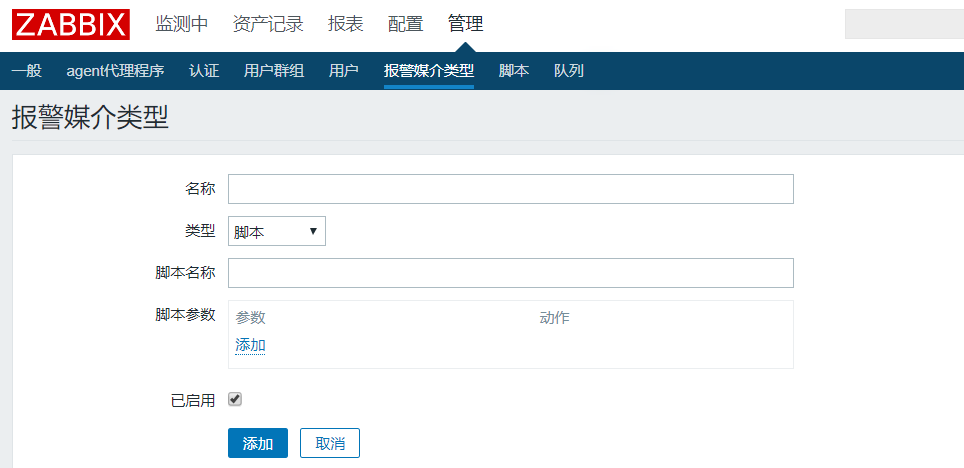 ZABBIX 监测中 资产记录 报表 配置 管理
一般 agent代理程序 认证 用户群组 用户 报警媒介类型 脚本 队列
报警媒介类型
名称
类型 脚本
脚本名称
脚本参数 参数 动作
添加
已启用
添加 取消